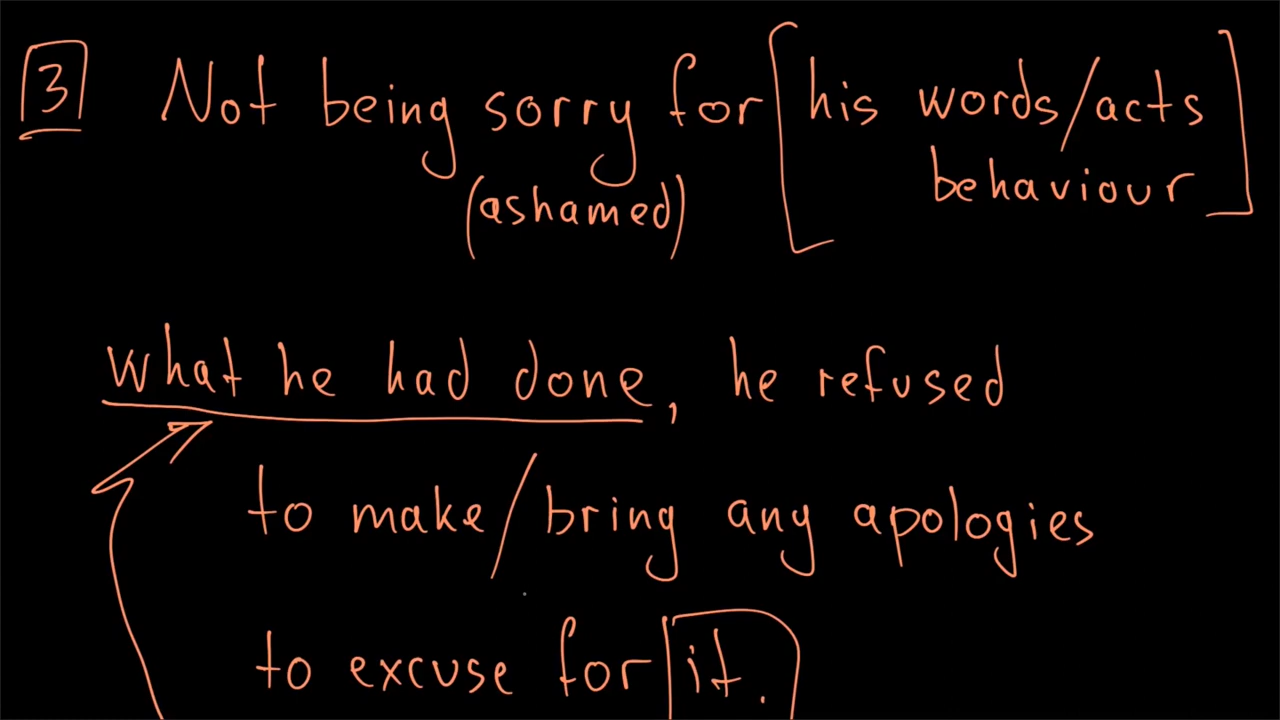 3 Not being sorry for [his words/acts
(ashamed) behaviour]
what he had done, he refused
to make/bring any apologies
to excuse for it.